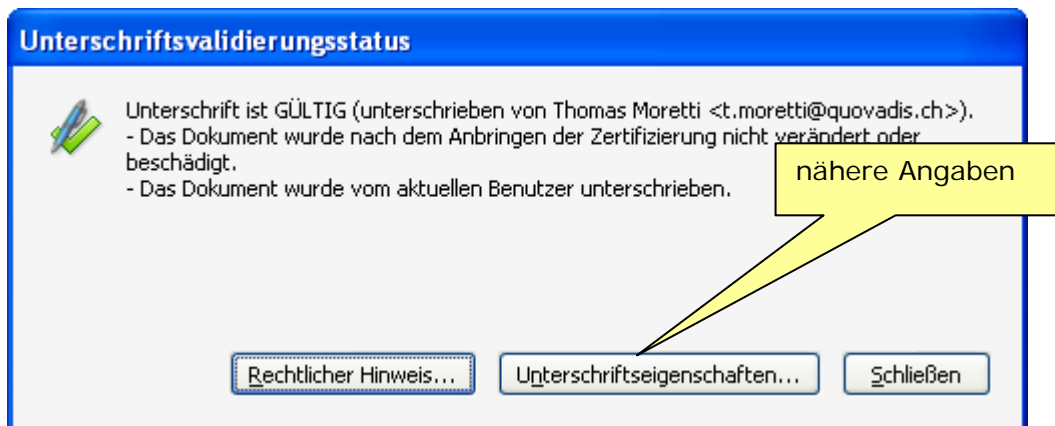 Unterschriftsvalidierungsstatus
Unterschrift ist GÜLTIG (unterschrieben von Thomas Moretti <t.moretti@quovadis.ch>).
- Das Dokument wurde nach dem Anbringen der Zertifizierung nicht verändert oder
beschädigt.
- Das Dokument wurde vom aktuellen Benutzer unterschrieben.
nähere Angaben
Rechtlicher Hinweis...
Unterschriftseigenschaften...
Schließen